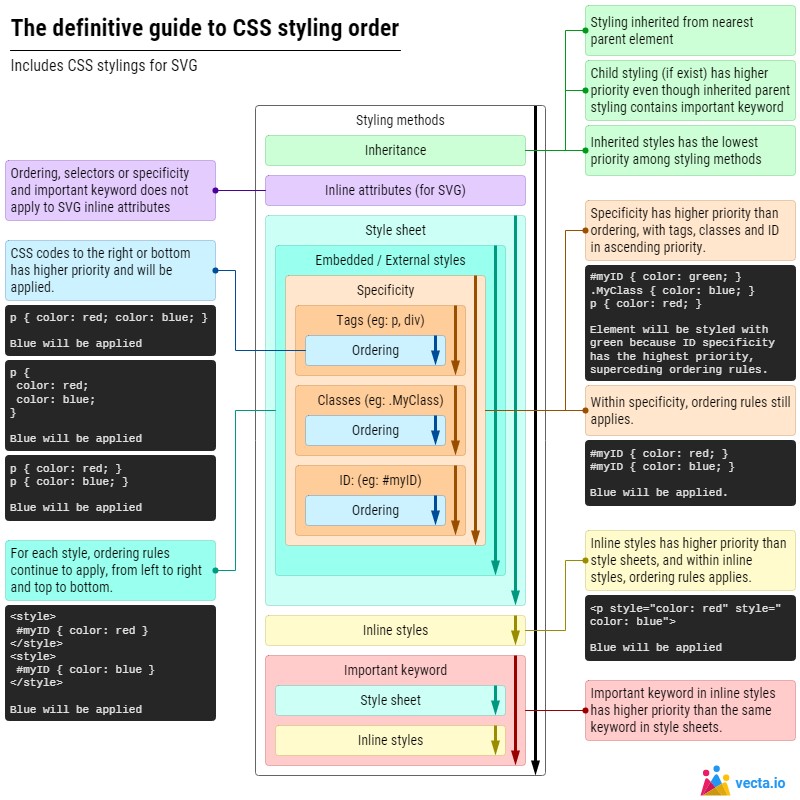 The definitive guide to CSS styling order
Includes CSS stylings for SVG
Styling inherited from nearest
parent element
Child styling (if exist) has higher
priority even though inherited parent
styling contains important keyword
Inherited styles has the lowest
priority among styling methods
Styling methods
Inheritance
Inline attributes (for SVG)
Style sheet
Embedded / External styles
Specificity
Tags (eg: p, div)
Ordering
Classes (eg: .MyClass)
Ordering
ID: (eg: #myID)
Ordering
Inline styles
Important keyword
Style sheet
Inline styles
Ordering, selectors or specificity
and important keyword does not
apply to SVG inline attributes
CSS codes to the right or bottom
has higher priority and will be
applied.
p { color: red; color: blue; }
Blue will be applied
p {
color: red;
color: blue;
}
Blue will be applied
p { color: red; }
p { color: blue; }
Blue will be applied
For each style, ordering rules
continue to apply, from left to right
and top to bottom.
<style>
#myID { color: red }
</style>
<style>
#myID { color: blue }
</style>
Blue will be applied
Specificity has higher priority than
ordering, with tags, classes and ID
in ascending priority.
#myID { color: green; }
.MyClass { color: blue; }
p { color: red; }
Element will be styled with
green because ID specificity
has the highest priority,
superceding ordering rules.
Within specificity, ordering rules still
applies.
#myID { color: red; }
#myID { color: blue; }
Blue will be applied.
Inline styles has higher priority than
style sheets, and within inline
styles, ordering rules applies.
<p style="color: red" style="
color: blue">
Blue will be applied
Important keyword in inline styles
has higher priority than the same
keyword in style sheets.
vecta.io